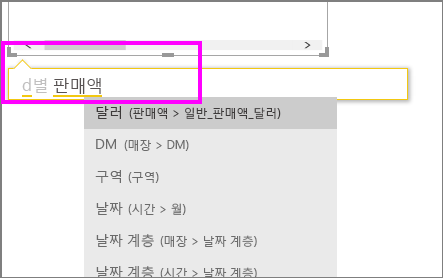 d별 판매액
달러 (판매액 > 일반_판매액_달러)
DM (매장 > DM)
구역 (구역)
날짜 (시간 > 월)
날짜 계층 (매장 > 날짜 계층)
날짜 계층 (시간 > 날짜 계층)